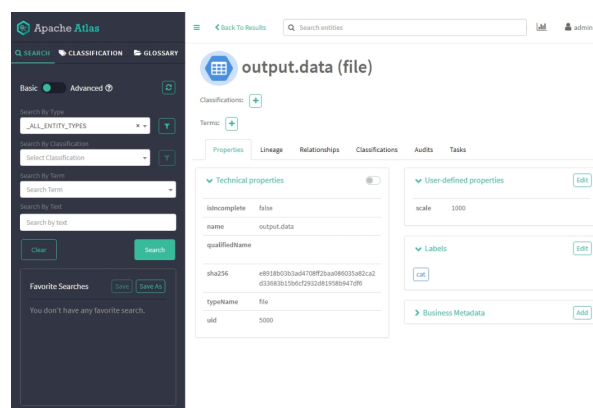 Apache Atlas
SEARCH CLASSIFICATION GLOSSARY
Basic Advanced
Search By Type
_ALL_ENTITY_TYPES
Search By Classification
Select Classification
Search By Term
Search Term
Search By Text
Search by text
Clear Search
Favorite Searches Save Save As
You don't have any favorite search.
Back To Results Search entities admin
output.data (file)
Classifications:
Terms:
Properties Lineage Relationships Classifications Audits Tasks
Technical properties
isIncomplete false
name output.data
qualifiedName
sha256 e8918b03b3ad4708ff2baa086035a82ca2
d33683b15b6cf2932d81958b947df6
typeName file
uid 5000
User-defined properties Edit
scale 1000
Labels Edit
cat
Business Metadata Add